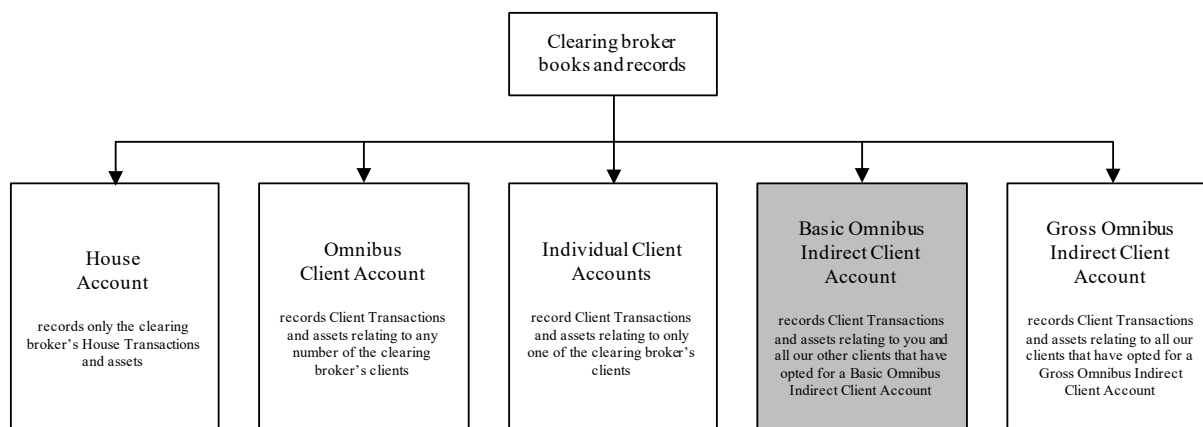 Clearing broker
books and records
House
Account
records only the clearing
broker's House Transactions
and assets
Omnibus
Client Account
records Client Transactions
and assets relating to any
number of the clearing
broker's clients
Individual Client
Accounts
record Client Transactions
and assets relating to only
one of the clearing broker's
clients
Basic Omnibus
Indirect Client
Account
records Client Transactions
and assets relating to you and
all our other clients that have
opted for a Basic Omnibus
Indirect Client Account
Gross Omnibus
Indirect Client
Account
records Client Transactions
and assets relating to all our
clients that have opted for a
Gross Omnibus Indirect
Client Account